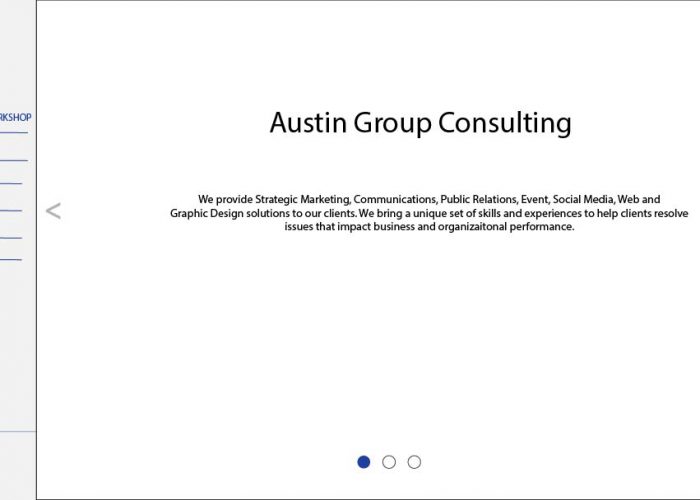 Austin Group Consulting
RKSHOP
We provide Strategic Marketing, Communications, Public Relations, Event, Social Media, Web and
Graphic Design solutions to our clients. We bring a unique set of skills and experiences to help clients resolve
issues that impact business and organizaitonal performance.
<